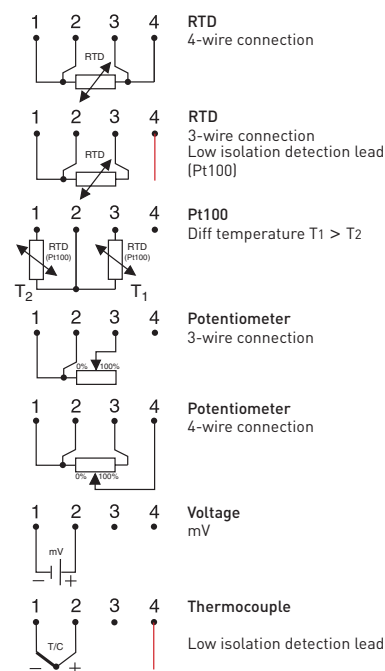 1 2 3 4
RTD
RTD
4-wire connection
1 2 3 4
RTD
RTD
3-wire connection
Low isolation detection lead
(Pt100)
1 2 3 4
RTD
(Pt100)
RTD
(Pt100)
T2
T1
Pt100
Diff temperature T1 > T2
1 2 3 4
0% 100%
Potentiometer
3-wire connection
1 2 3 4
0% 100%
Potentiometer
4-wire connection
1 2 3 4
mV
– +
Voltage
mV
1 2 3 4
T/C
– +
Thermocouple
Low isolation detection lead